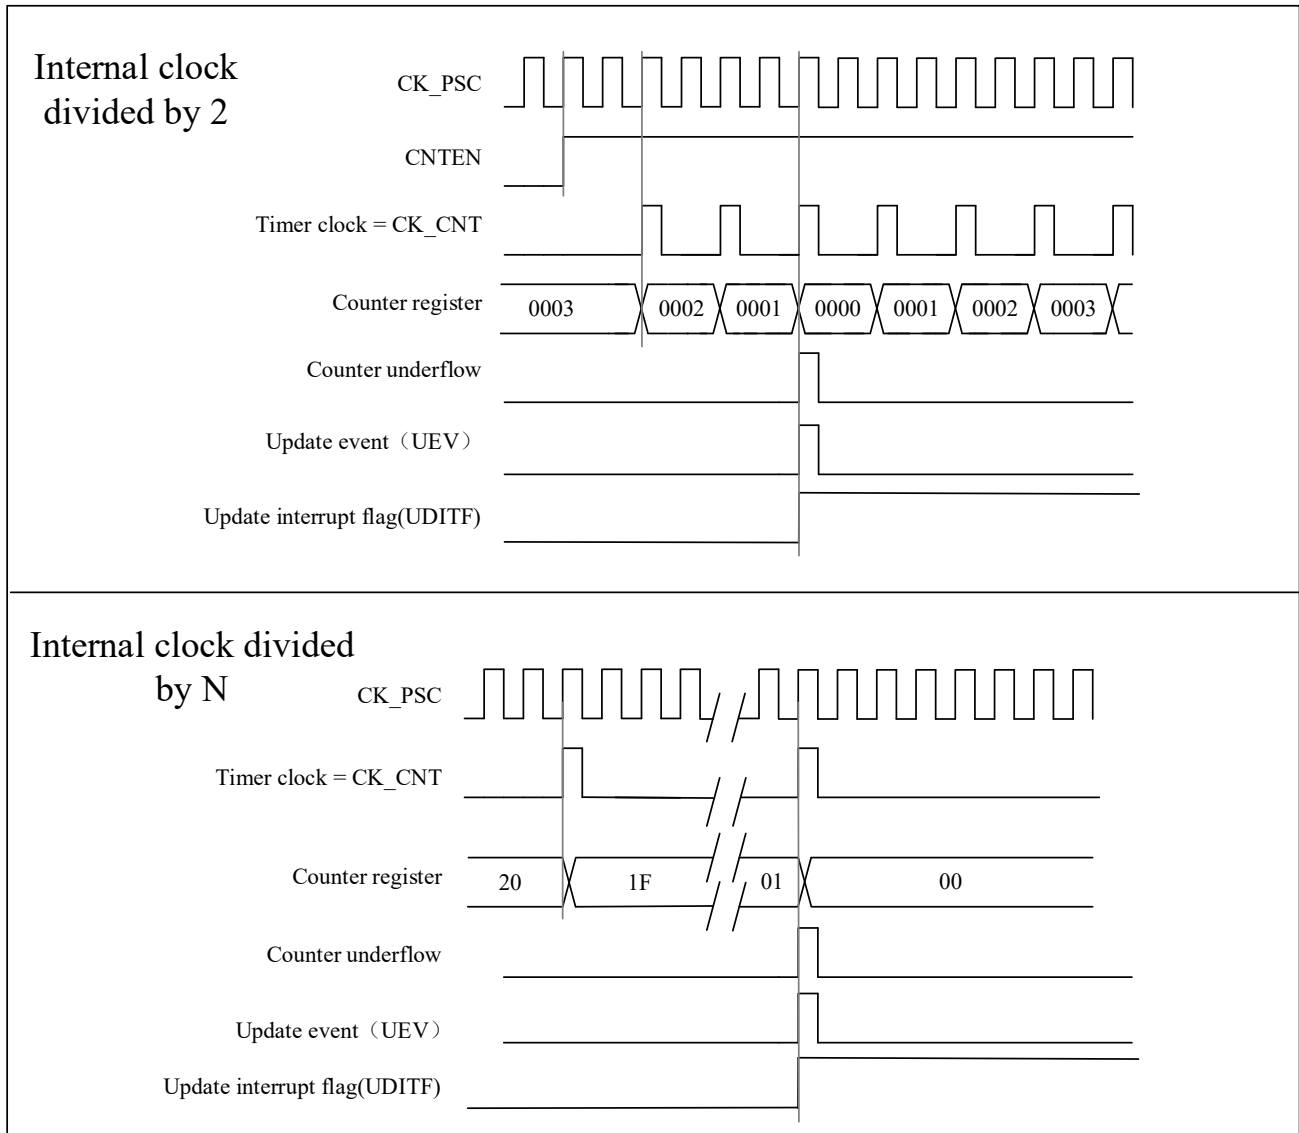 Internal clock
divided by 2
CK_PSC
CNTEN
Timer clock = CK_CNT
Counter register
0003 0002 0001 0000 0001 0002 0003
Counter underflow
Update event（UEV）
Update interrupt flag(UDITF)
Internal clock divided
by N
CK_PSC
Timer clock = CK_CNT
Counter register
20 1F 01 00
Counter underflow
Update event（UEV）
Update interrupt flag(UDITF)